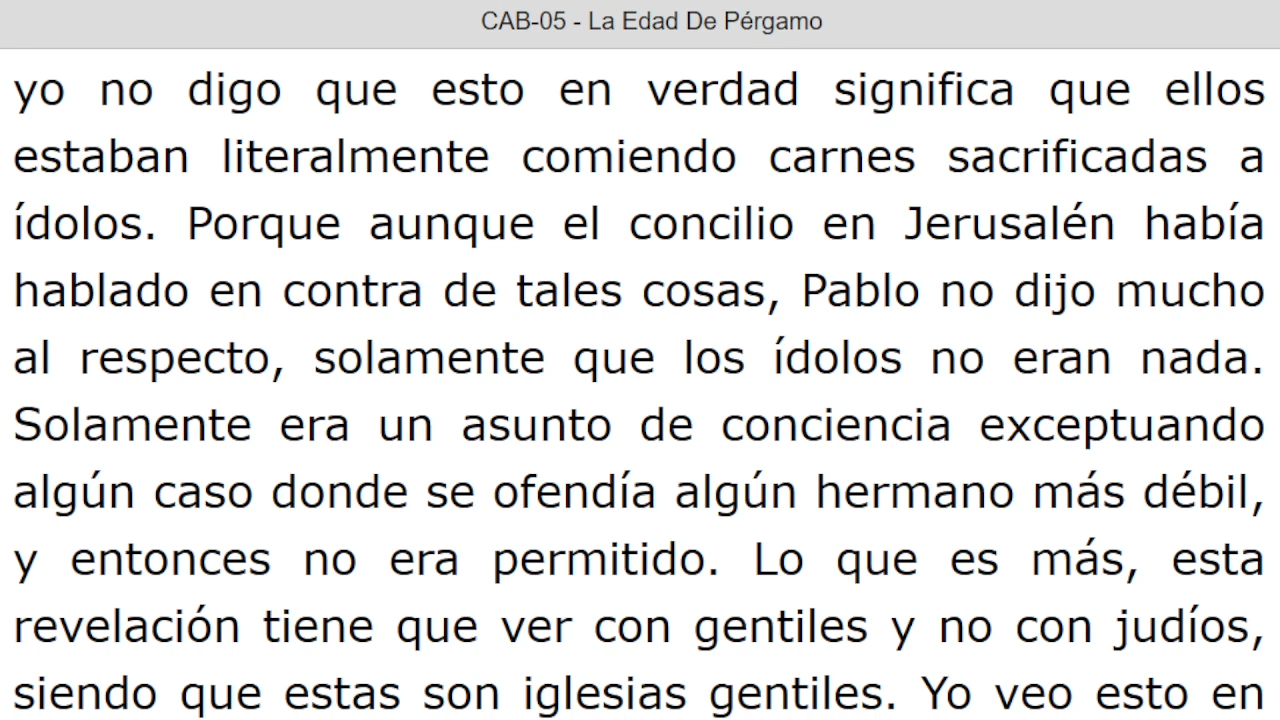 CAB-05 - La Edad De Pérgamo
yo no digo que esto en verdad significa que ellos
estaban literalmente comiendo carnes sacrificadas a
ídolos. Porque aunque el concilio en Jerusalén había
hablado en contra de tales cosas, Pablo no dijo mucho
al respecto, solamente que los ídolos no eran nada.
Solamente era un asunto de conciencia exceptuando
algún caso donde se ofendía algún hermano más débil,
y entonces no era permitido. Lo que es más, esta
revelación tiene que ver con gentiles y no con judíos,
siendo que estas son iglesias gentiles. Yo veo esto en